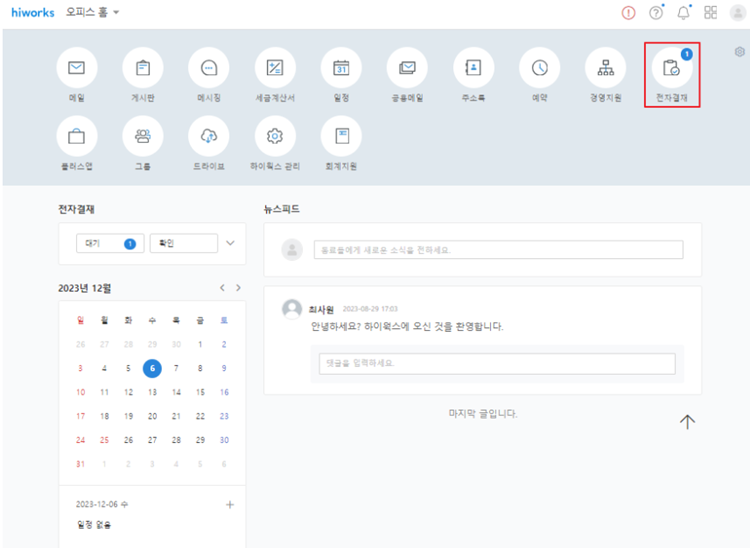 hiworks 오피스 홈
메일 게시판 메시징 세금계산서 일정 공용메일 주소록 예약 경영지원 전자결재
31
1
플러스앱 그룹 드라이브 하이웍스 관리 회계지원
전자결재
대기 1 확인
2023년 12월
일 월 화 수 목 금 토
26 27 28 29 30 1 2
3 4 5 6 7 8 9
10 11 12 13 14 15 16
17 18 19 20 21 22 23
24 25 26 27 28 29 30
31 1 2 3 4 5 6
2023-12-06 수
일정 없음
뉴스피드
동료들에게 새로운 소식을 전하세요.
최사원 2023-08-29 17:03
안녕하세요? 하이웍스에 오신 것을 환영합니다.
댓글을 입력하세요.
마지막 글입니다.